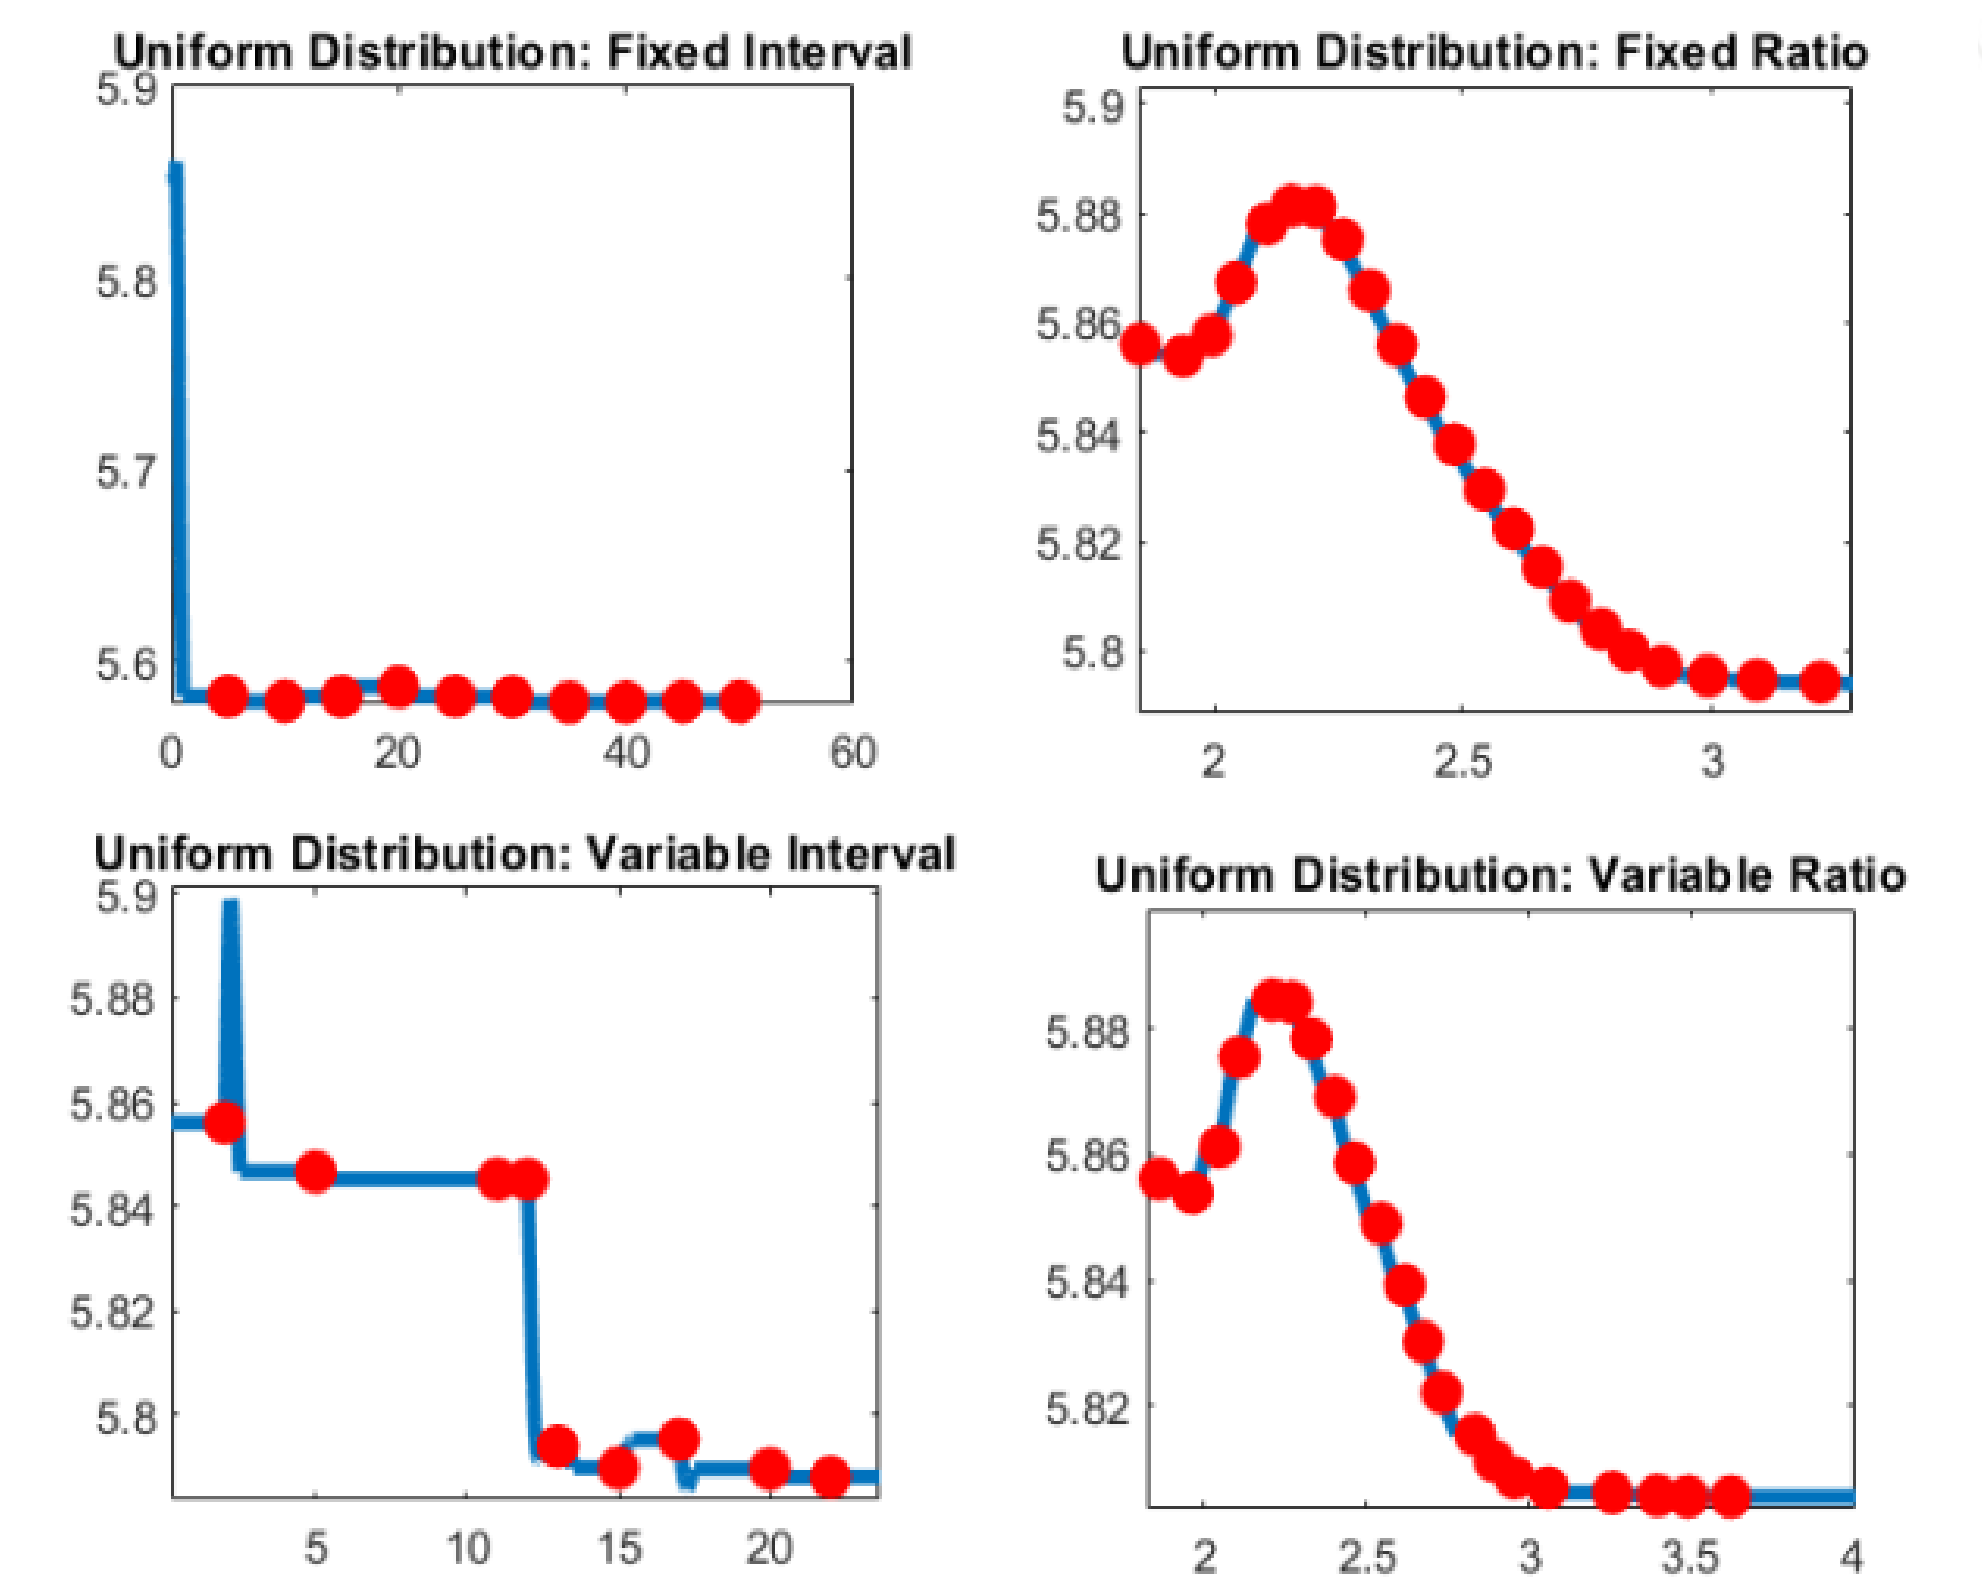 Uniform Distribution: Fixed Interval
5.9
5.8
5.7
5.6
0 20 40 60
Uniform Distribution: Fixed Ratio
5.9
5.88
5.86
5.84
5.82
5.8
2 2.5 3
Uniform Distribution: Variable Interval
5.9
5.88
5.86
5.84
5.82
5.8
5 10 15 20
Uniform Distribution: Variable Ratio
5.88
5.86
5.84
5.82
2 2.5 3 3.5 4